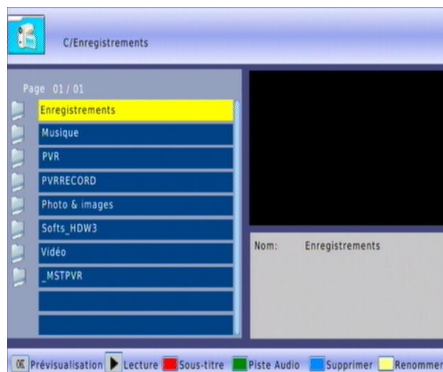 C/Enregistrements
Page 01/01
Enregistrements
Musique
PVR
PVRRECORD
Photo & images
Softs_HDW3
Vidéo
_MSTPVR
Nom: Enregistrements
OK Prévisualisation Lecture Sous-titre Piste Audio Supprimer Renommer